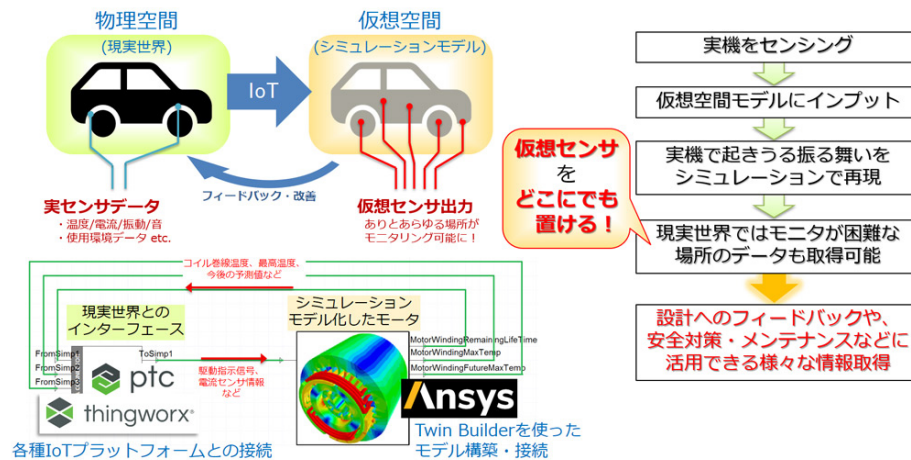 物理空間
(現実世界)
仮想空間
(シミュレーションモデル)
IoT
フィードバック・改善
実センサデータ
・温度/電流/振動/音
・使用環境データ etc.
仮想センサ出力
ありとあらゆる場所が
モニタリング可能に！
実機をセンシング
仮想空間モデルにインプット
実機で起きうる振る舞いを
シミュレーションで再現
現実世界ではモニタが困難な
場所のデータも取得可能
設計へのフィードバックや、
安全対策・メンテナンスなどに
活用できる様々な情報取得
仮想センサ
を
どこにでも
置ける！
コイル巻線温度、最高温度、
今後の予測値など
現実世界との
インターフェース
シミュレーション
モデル化したモータ
FromSimp1
FromSimp2
FromSimp3
ToSimp1
ptc
thingworx®
駆動指示信号、
電流センサ情報
など
MotorWindingRemainingLifeTime
MotorWindingMaxTemp
MotorWindingFutureMaxTemp
Ansys
各種IoTプラットフォームとの接続
Twin Builderを使った
モデル構築・接続